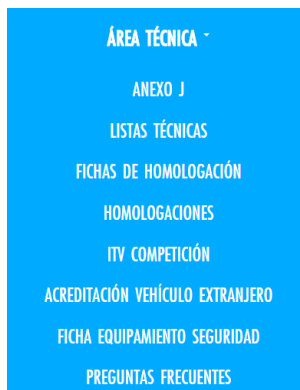 ÁREA TÉCNICA
ANEXO J
LISTAS TÉCNICAS
FICHAS DE HOMOLOGACIÓN
HOMOLOGACIONES
ITV COMPETICIÓN
ACREDITACIÓN VEHÍCULO EXTRANJERO
FICHA EQUIPAMIENTO SEGURIDAD
PREGUNTAS FRECUENTES